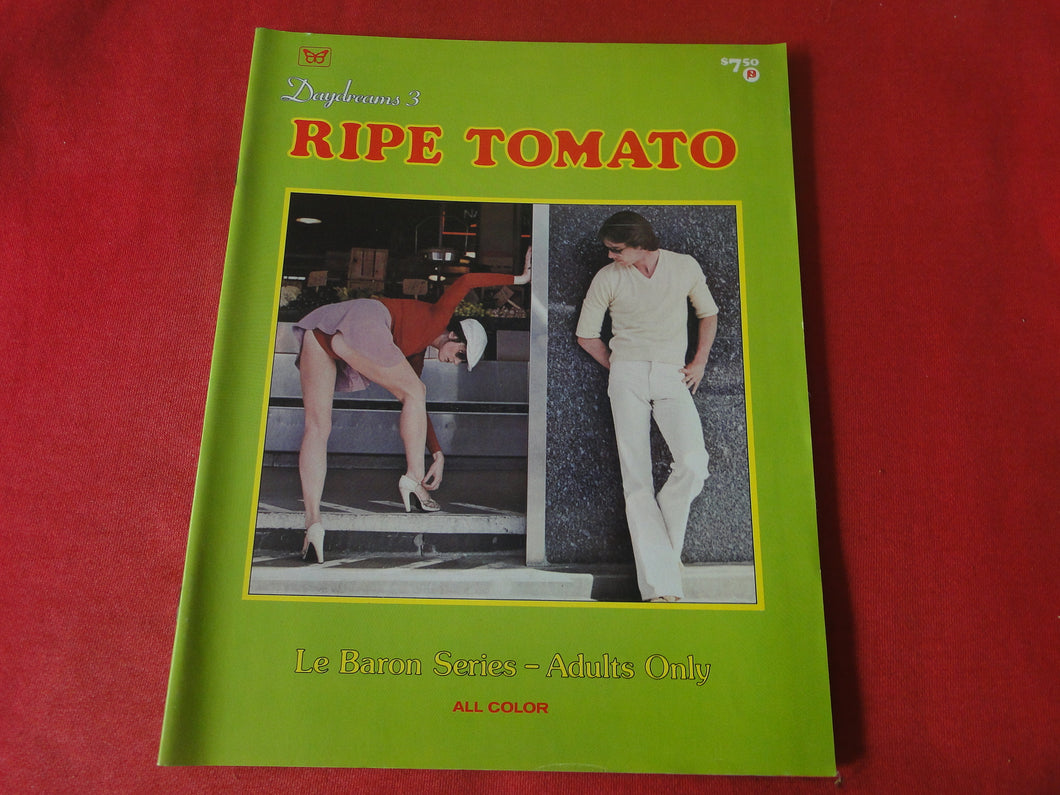 $7.50
Daydreams 3
RIPE TOMATO
Le Baron Series – Adults Only
ALL COLOR